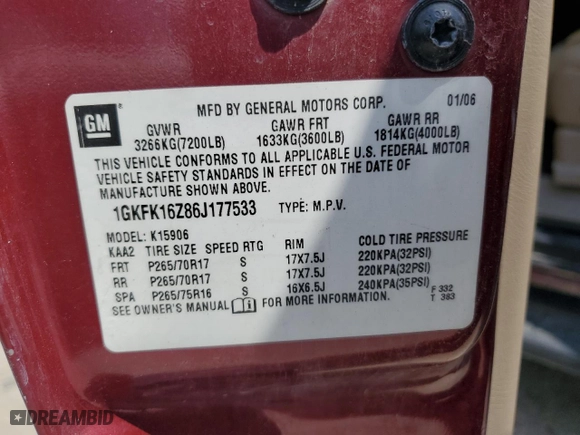 GM
MFD BY GENERAL MOTORS CORP. 01/06
GVWR GAWR FRT GAWR RR
3266KG(7200LB) 1633KG(3600LB) 1814KG(4000LB)
THIS VEHICLE CONFORMS TO ALL APPLICABLE U.S. FEDERAL MOTOR
VEHICLE SAFETY STANDARDS IN EFFECT ON THE DATE OF
MANUFACTURE SHOWN ABOVE.
1GKFK16Z86J177533 TYPE: M.P.V.
MODEL: K15906
KAA2 TIRE SIZE SPEED RTG RIM COLD TIRE PRESSURE
FRT P265/70R17 S 17X7.5J 220KPA(32PSI)
RR P265/70R17 S 17X7.5J 220KPA(32PSI)
SPA P265/75R16 S 16X6.5J 240KPA(35PSI) F 332
SEE OWNER'S MANUAL FOR MORE INFORMATION. T 383
DREAMBID